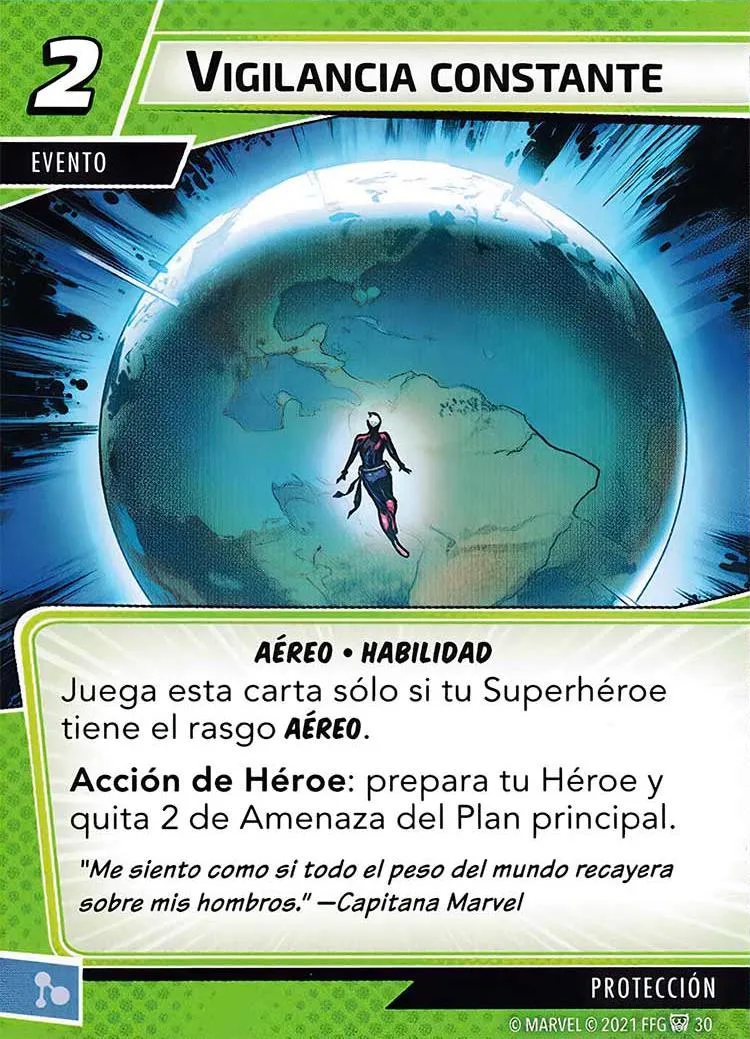 2
VIGILANCIA CONSTANTE
EVENTO
AÉREO • HABILIDAD
Juega esta carta sólo si tu Superhéroe
tiene el rasgo AÉREO.
Acción de Héroe: prepara tu Héroe y
quita 2 de Amenaza del Plan principal.
"Me siento como si todo el peso del mundo recayera
sobre mis hombros." —Capitana Marvel
PROTECCIÓN
© MARVEL © 2021 FFG 30